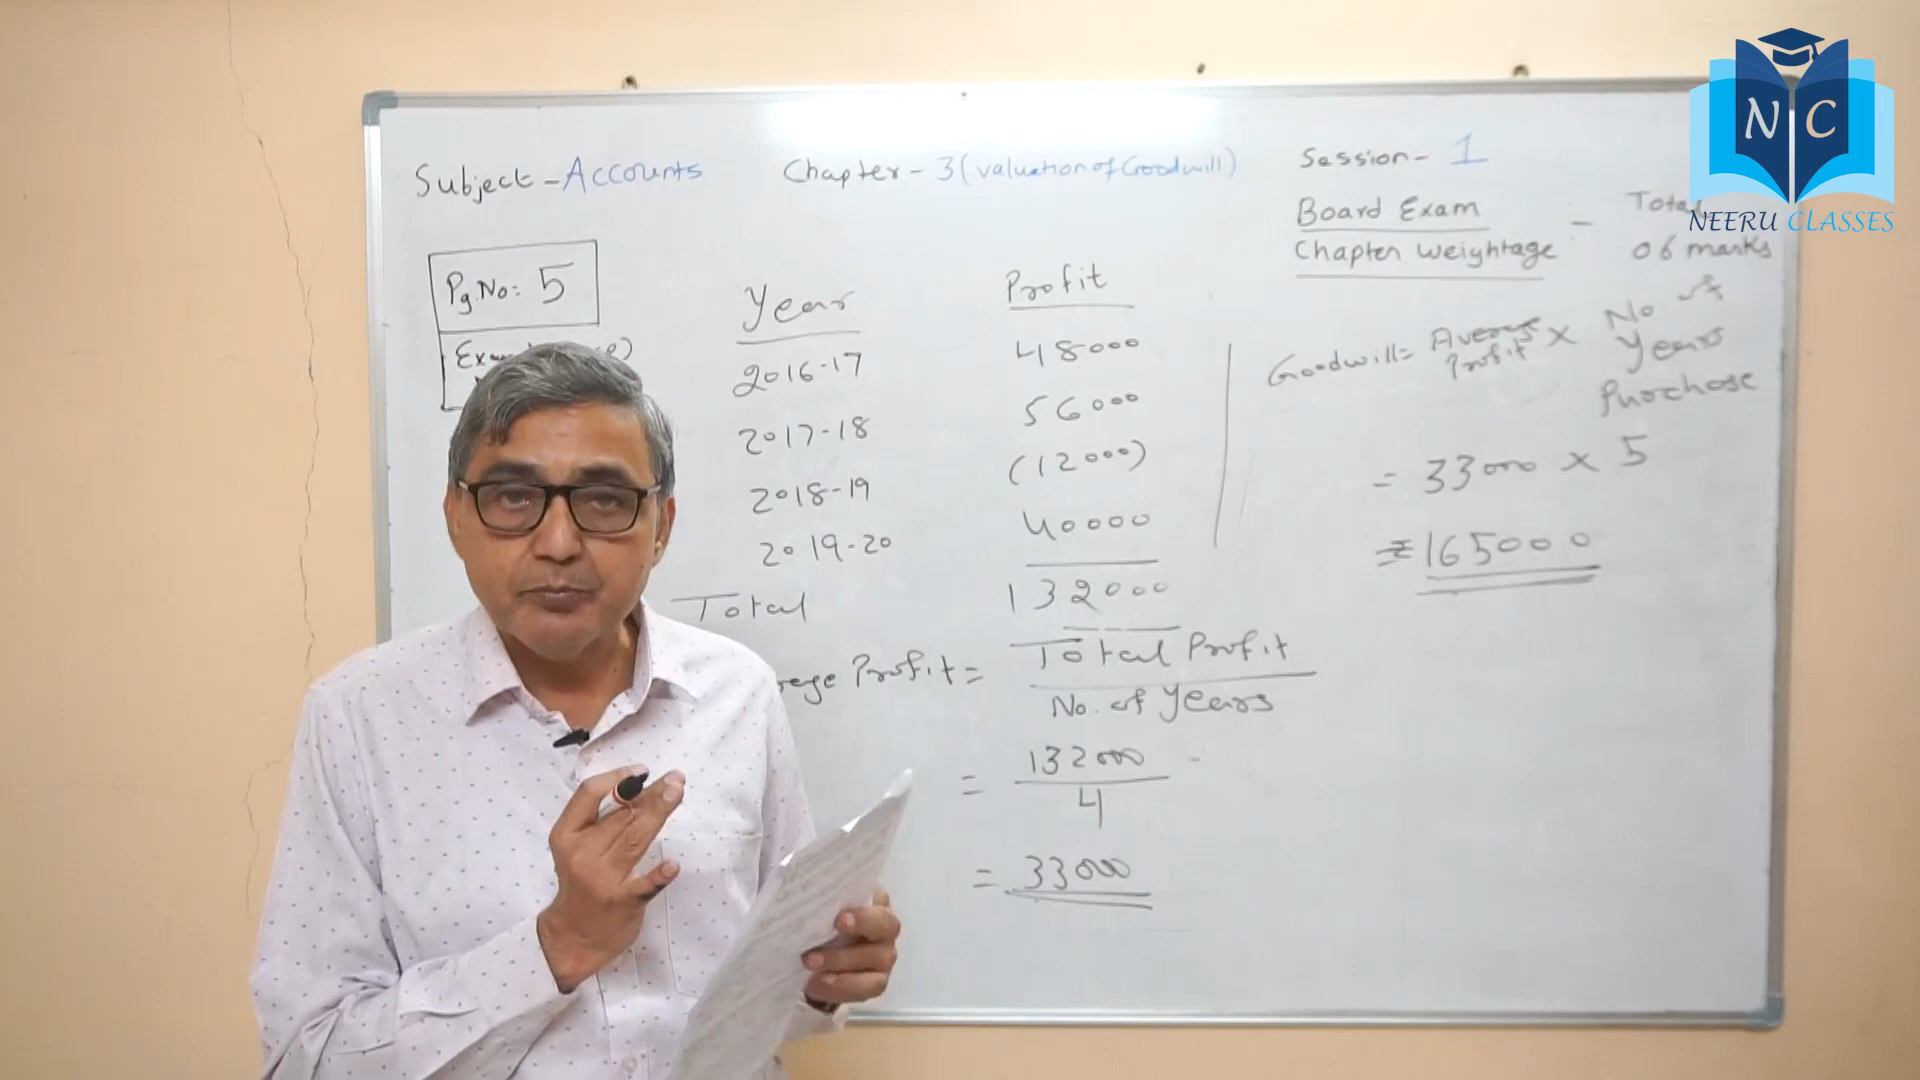 N C
NEERU CLASSES
Subject - Accounts Chapter - 3 (valuation of Goodwill) Session - 1
Board Exam
Chapter Weightage - Total
06 marks
Pg. No: 5
Year Profit
2016-17 48000
2017-18 56000
2018-19 (12000)
2019-20 40000
Total 132000
Profit = Total Profit
No. of Years
= 132000
4
= 33000
Goodwill = Average Profit × No. of Years Purchase
= 33000 × 5
= 165000